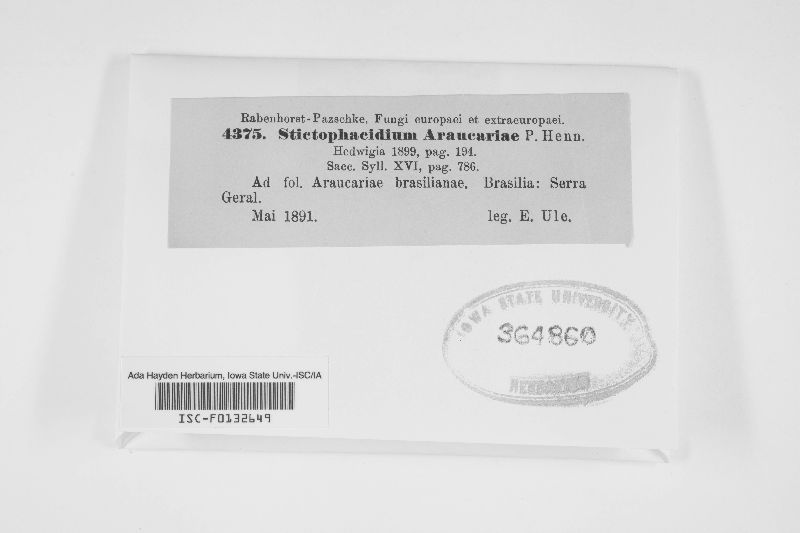 Rabenhorst-Pazschke, Fungi europaei et extraeuropaei.
4375. Stictophacidium Araucariae P. Henn.
Hedwigia 1899, pag. 194.
Sacc. Syll. XVI, pag. 786.
Ad fol. Araucariae brasilianae. Brasilia: Serra
Geral.
Mai 1891. leg. E. Ule.
IOWA STATE UNIVERSITY
364860
HERBARIUM
Ada Hayden Herbarium, Iowa State Univ.-ISC/IA
ISC-F0132649